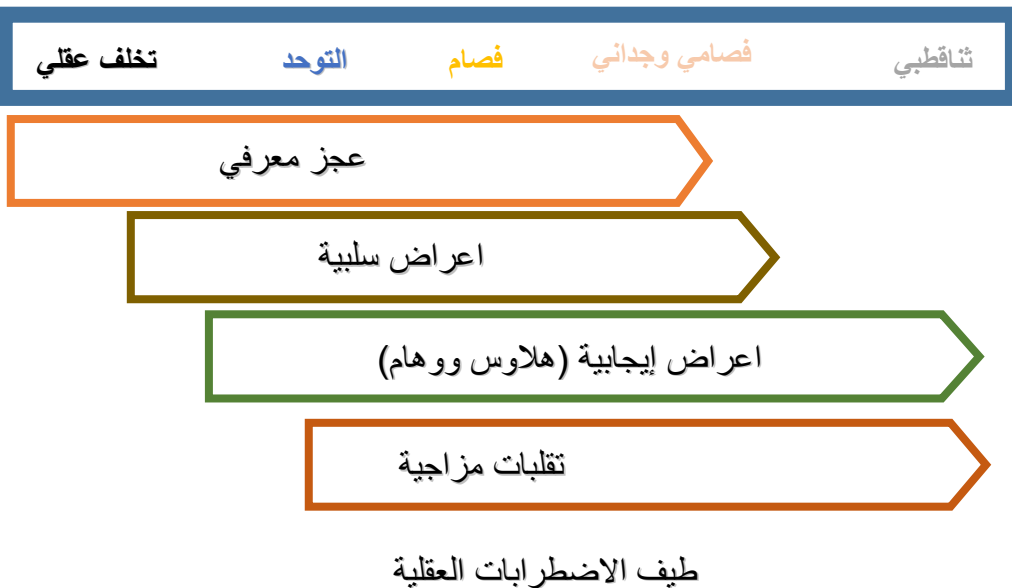 ثناقطبي فصامي وجداني فصام التوحد تخلف عقلي
عجز معرفي
اعراض سلبية
اعراض إيجابية (هلاوس ووهام)
تقلبات مزاجية
طيف الاضطرابات العقلية